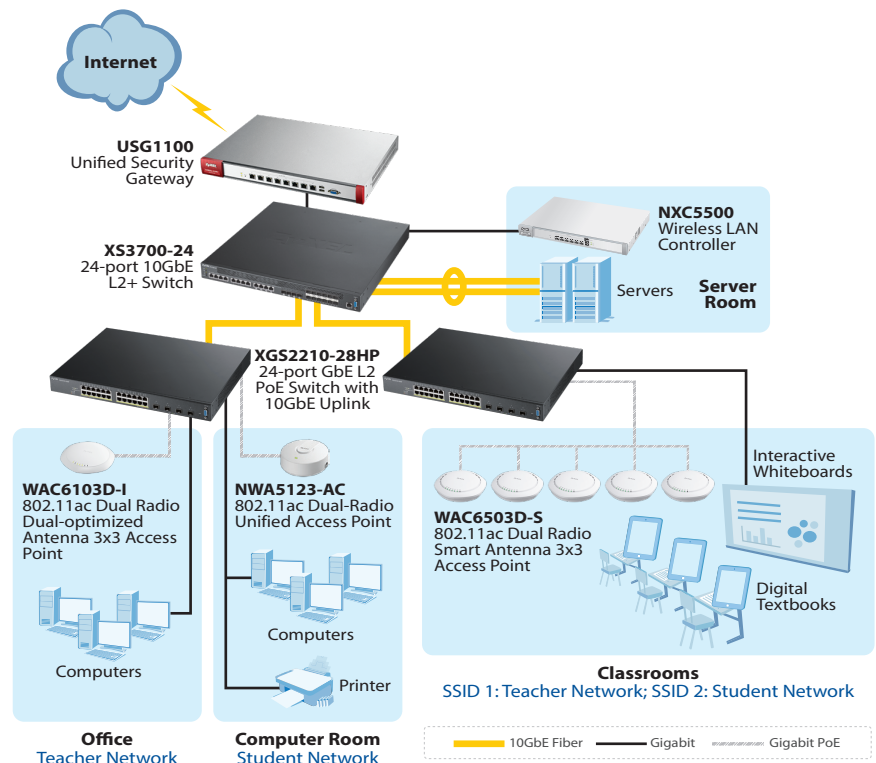 Internet
USG1100
Unified Security
Gateway
NXC5500
Wireless LAN
Controller
XS3700-24
24-port 10GbE
L2+ Switch
Servers
Server
Room
XGS2210-28HP
24-port GbE L2
PoE Switch with
10GbE Uplink
WAC6103D-I
802.11ac Dual Radio
Dual-optimized
Antenna 3x3 Access
Point
Computers
NWA5123-AC
802.11ac Dual-Radio
Unified Access Point
Computers
Printer
WAC6503D-S
802.11ac Dual Radio
Smart Antenna 3x3
Access Point
Interactive
Whiteboards
Digital
Textbooks
Classrooms
SSID 1: Teacher Network; SSID 2: Student Network
Office
Teacher Network
Computer Room
Student Network
10GbE Fiber
Gigabit
Gigabit PoE